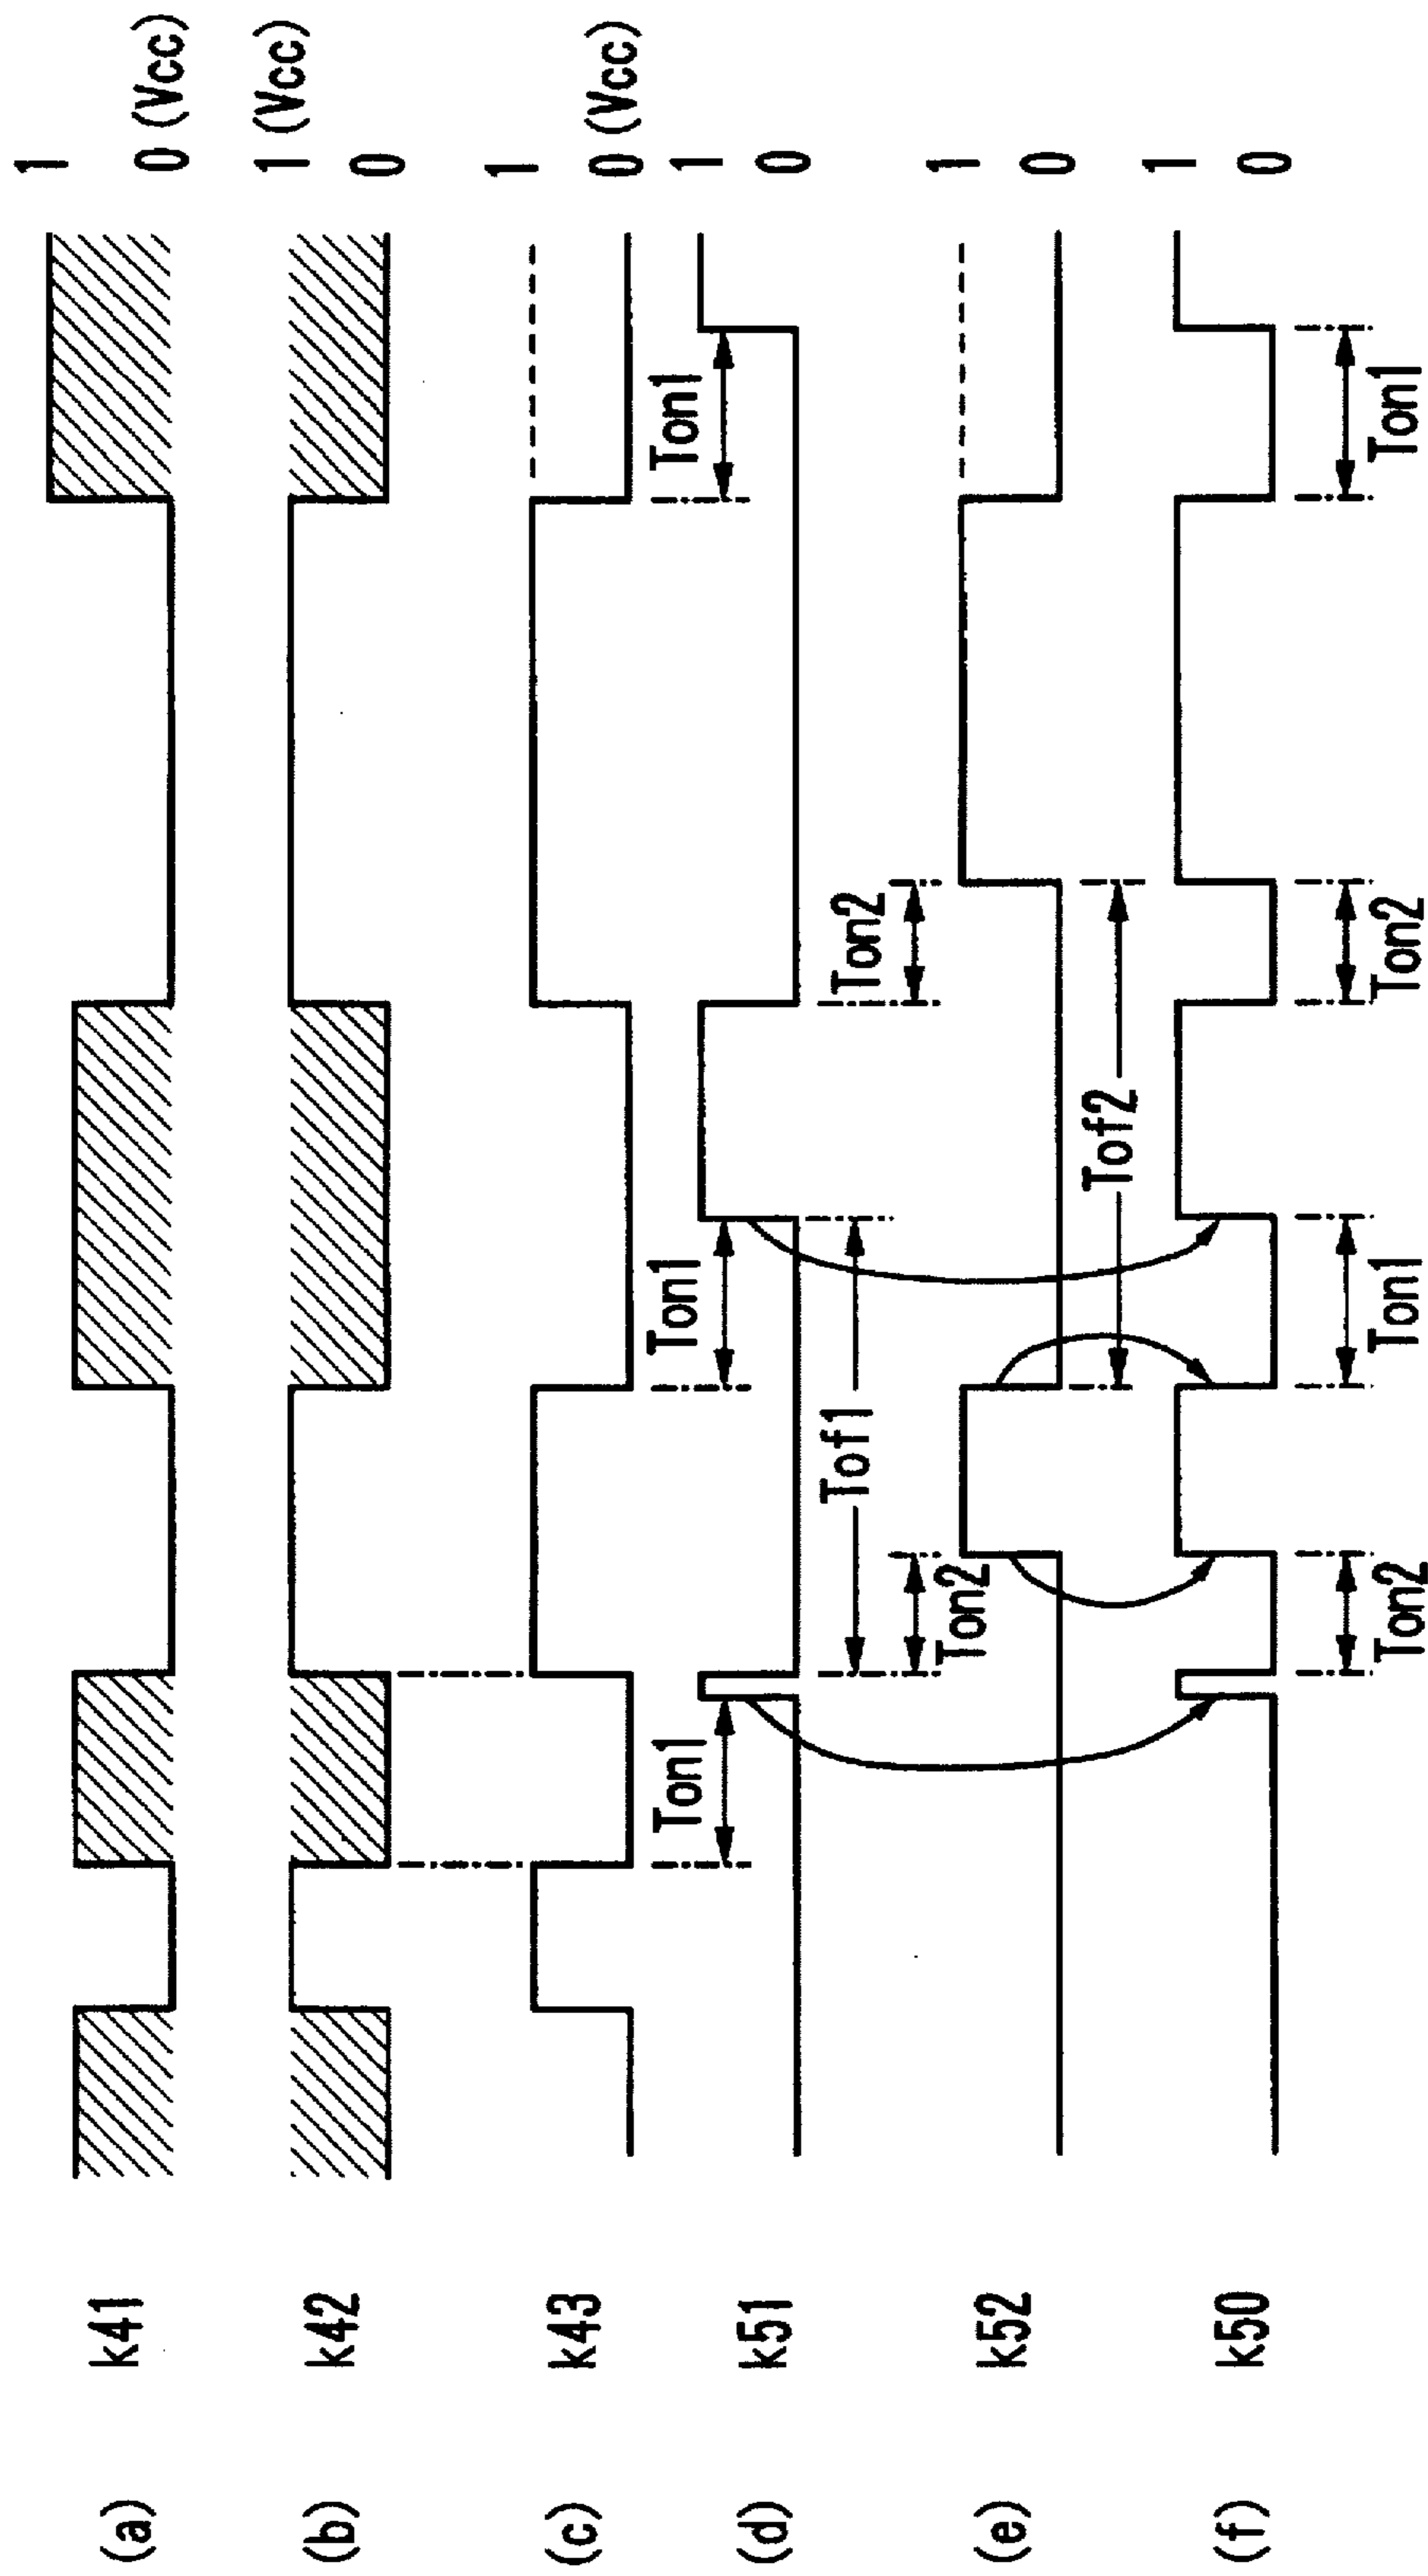 (a) k41 1
0 (Vcc)
(b) k42 1 (Vcc)
0
(c) k43 1
0 (Vcc)
Ton1 Ton1 Ton1
(d) k51 1
0
Tof1 Ton2
Ton2
(e) k52 1
0
Tof2
(f) k50 1
0
Ton2 Ton1 Ton2 Ton1